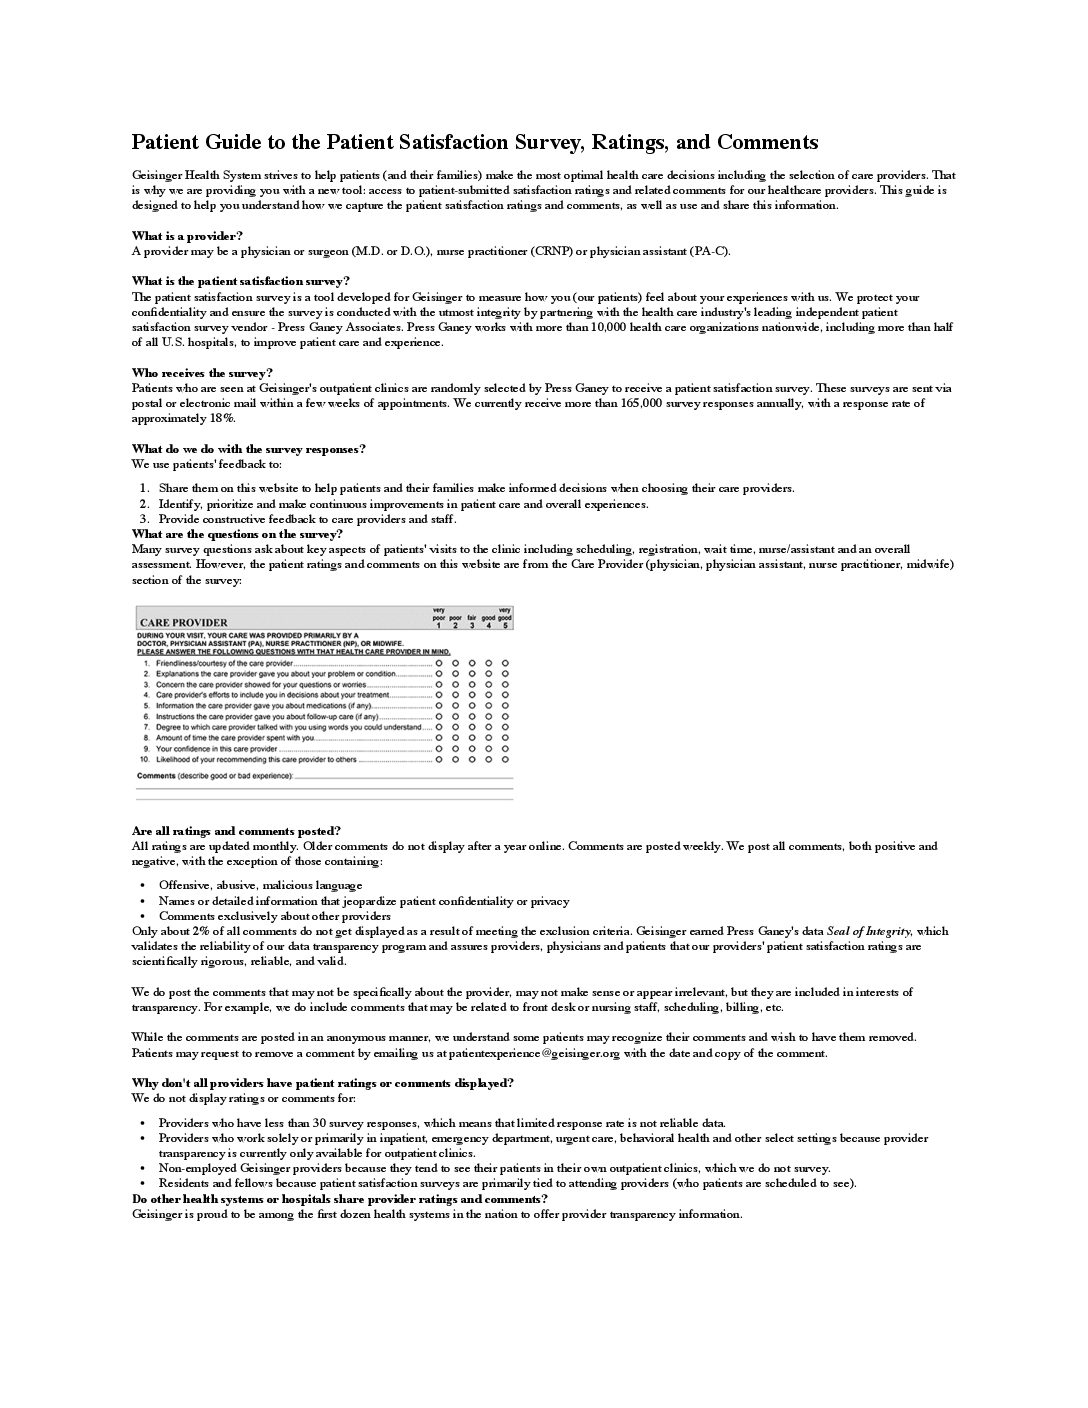 Patient Guide to the Patient Satisfaction Survey, Ratings, and Comments
Geisinger Health System strives to help patients (and their families) make the most optimal health care decisions including the selection of care providers. That
is why we are providing you with a new tool: access to patient-submitted satisfaction ratings and related comments for our healthcare providers. This guide is
designed to help you understand how we capture the patient satisfaction ratings and comments, as well as use and share this information.
What is a provider?
A provider may be a physician or surgeon (M.D. or D.O.), nurse practitioner (CRNP) or physician assistant (PA-C).
What is the patient satisfaction survey?
The patient satisfaction survey is a tool developed for Geisinger to measure how you (our patients) feel about your experiences with us. We protect your
confidentiality and ensure the survey is conducted with the utmost integrity by partnering with the health care industry's leading independent patient
satisfaction survey vendor - Press Ganey Associates. Press Ganey works with more than 10,000 health care organizations nationwide, including more than half
of all U.S. hospitals, to improve patient care and experience.
Who receives the survey?
Patients who are seen at Geisinger's outpatient clinics are randomly selected by Press Ganey to receive a patient satisfaction survey. These surveys are sent via
postal or electronic mail within a few weeks of appointments. We currently receive more than 165,000 survey responses annually, with a response rate of
approximately 18%.
What do we do with the survey responses?
We use patients' feedback to:
1. Share them on this website to help patients and their families make informed decisions when choosing their care providers.
2. Identify, prioritize and make continuous improvements in patient care and overall experiences.
3. Provide constructive feedback to care providers and staff.
What are the questions on the survey?
Many survey questions ask about key aspects of patients' visits to the clinic including scheduling, registration, wait time, nurse/assistant and an overall
assessment. However, the patient ratings and comments on this website are from the Care Provider (physician, physician assistant, nurse practitioner, midwife)
section of the survey:
very very
poor poor fair good good
CARE PROVIDER 1 2 3 4 5
DURING YOUR VISIT, YOUR CARE WAS PROVIDED PRIMARILY BY A
DOCTOR, PHYSICIAN ASSISTANT (PA), NURSE PRACTITIONER (NP), OR MIDWIFE.
PLEASE ANSWER THE FOLLOWING QUESTIONS WITH THAT HEALTH CARE PROVIDER IN MIND.
1. Friendliness/courtesy of the care provider
2. Explanations the care provider gave you about your problem or condition
3. Concern the care provider showed for your questions or worries
4. Care provider's efforts to include you in decisions about your treatment
5. Information the care provider gave you about medications (if any)
6. Instructions the care provider gave you about follow-up care (if any)
7. Degree to which care provider talked with you using words you could understand
8. Amount of time the care provider spent with you
9. Your confidence in this care provider
10. Likelihood of your recommending this care provider to others
Comments (describe good or bad experience):
Are all ratings and comments posted?
All ratings are updated monthly. Older comments do not display after a year online. Comments are posted weekly. We post all comments, both positive and
negative, with the exception of those containing:
• Offensive, abusive, malicious language
• Names or detailed information that jeopardize patient confidentiality or privacy
• Comments exclusively about other providers
Only about 2% of all comments do not get displayed as a result of meeting the exclusion criteria. Geisinger earned Press Ganey's data Seal of Integrity, which
validates the reliability of our data transparency program and assures providers, physicians and patients that our providers' patient satisfaction ratings are
scientifically rigorous, reliable, and valid.
We do post the comments that may not be specifically about the provider, may not make sense or appear irrelevant, but they are included in interests of
transparency. For example, we do include comments that may be related to front desk or nursing staff, scheduling, billing, etc.
While the comments are posted in an anonymous manner, we understand some patients may recognize their comments and wish to have them removed.
Patients may request to remove a comment by emailing us at patientexperience@geisinger.org with the date and copy of the comment.
Why don't all providers have patient ratings or comments displayed?
We do not display ratings or comments for:
• Providers who have less than 30 survey responses, which means that limited response rate is not reliable data.
• Providers who work solely or primarily in inpatient, emergency department, urgent care, behavioral health and other select settings because provider
transparency is currently only available for outpatient clinics.
• Non-employed Geisinger providers because they tend to see their patients in their own outpatient clinics, which we do not survey.
• Residents and fellows because patient satisfaction surveys are primarily tied to attending providers (who patients are scheduled to see).
Do other health systems or hospitals share provider ratings and comments?
Geisinger is proud to be among the first dozen health systems in the nation to offer provider transparency information.